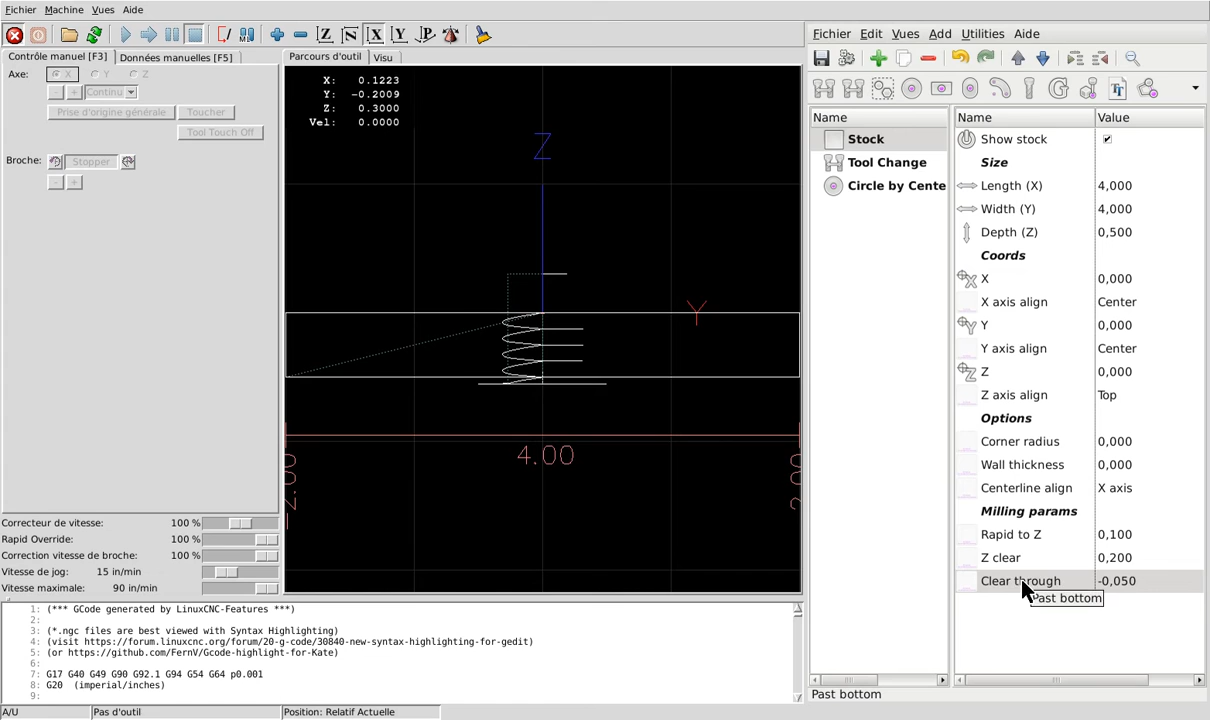 Fichier Machine Vues Aide
Contrôle manuel [F3] Données manuelles [F5]
Axe: X Y Z
- + Continu
Prise d'origine générale Toucher
Tool Touch Off
Broche: Stopper
- +
Correcteur de vitesse: 100 %
Rapid Override: 100 %
Correction vitesse de broche: 100 %
Vitesse de jog: 15 in/min
Vitesse maximale: 90 in/min
Parcours d'outil Visu
X: 0.1223
Y: -0.2009
Z: 0.3000
Vel: 0.0000
Z
Y
4.00
1: (*** GCode generated by LinuxCNC-Features ***)
2:
3: (*.ngc files are best viewed with Syntax Highlighting)
4: (visit https://forum.linuxcnc.org/forum/20-g-code/30840-new-syntax-highlighting-for-gedit)
5: (or https://github.com/FernV/Gcode-highlight-for-Kate)
6:
7: G17 G40 G49 G90 G92.1 G94 G54 G64 p0.001
8: G20 (imperial/inches)
9:
A/U Pas d'outil Position: Relatif Actuelle
Fichier Edit Vues Add Utilities Aide
Name
Stock
Tool Change
Circle by Cente
Name Value
Show stock
Size
Length (X) 4,000
Width (Y) 4,000
Depth (Z) 0,500
Coords
X 0,000
X axis align Center
Y 0,000
Y axis align Center
Z 0,000
Z axis align Top
Options
Corner radius 0,000
Wall thickness 0,000
Centerline align X axis
Milling params
Rapid to Z 0,100
Z clear 0,200
Clear through -0,050
Past bottom
Past bottom